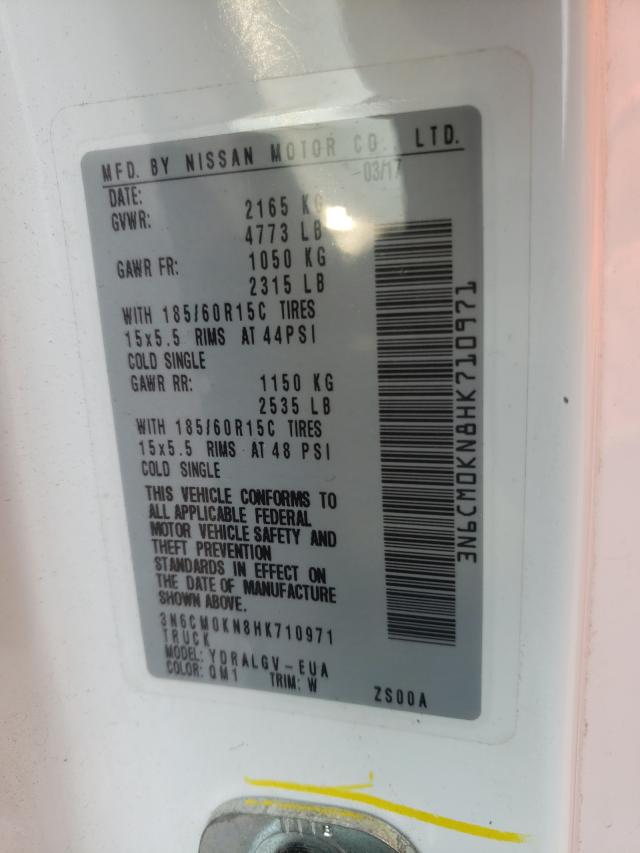 MFD. BY NISSAN MOTOR CO., LTD.
DATE: 03/17
GVWR: 2165 KG
4773 LB
GAWR FR: 1050 KG
2315 LB
WITH 185/60R15C TIRES
15x5.5 RIMS AT 44PSI
COLD SINGLE
GAWR RR: 1150 KG
2535 LB
WITH 185/60R15C TIRES
15x5.5 RIMS AT 48 PSI
COLD SINGLE
THIS VEHICLE CONFORMS TO
ALL APPLICABLE FEDERAL
MOTOR VEHICLE SAFETY AND
THEFT PREVENTION
STANDARDS IN EFFECT ON
THE DATE OF MANUFACTURE
SHOWN ABOVE.
3N6CM0KN8HK710971
TRUCK
MODEL: YDRALGV-EUA
COLOR: QM1 TRIM: W ZS00A
3N6CM0KN8HK710971